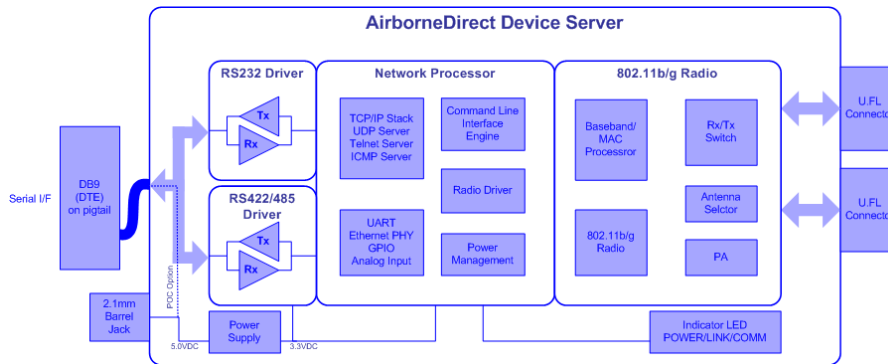 AirborneDirect Device Server
RS232 Driver
Tx
Rx
RS422/485
Driver
Tx
Rx
Network Processor
TCP/IP Stack
UDP Server
Telnet Server
ICMP Server
Command Line
Interface
Engine
Radio Driver
UART
Ethernet PHY
GPIO
Analog Input
Power
Management
802.11b/g Radio
Baseband/
MAC
Processror
Rx/Tx
Switch
Antenna
Selctor
802.11b/g
Radio
PA
U.FL
Connector
U.FL
Connector
Serial I/F
DB9
(DTE)
on pigtail
POC Option
2.1mm
Barrel
Jack
5.0VDC
Power
Supply
3.3VDC
Indicator LED
POWER/LINK/COMM